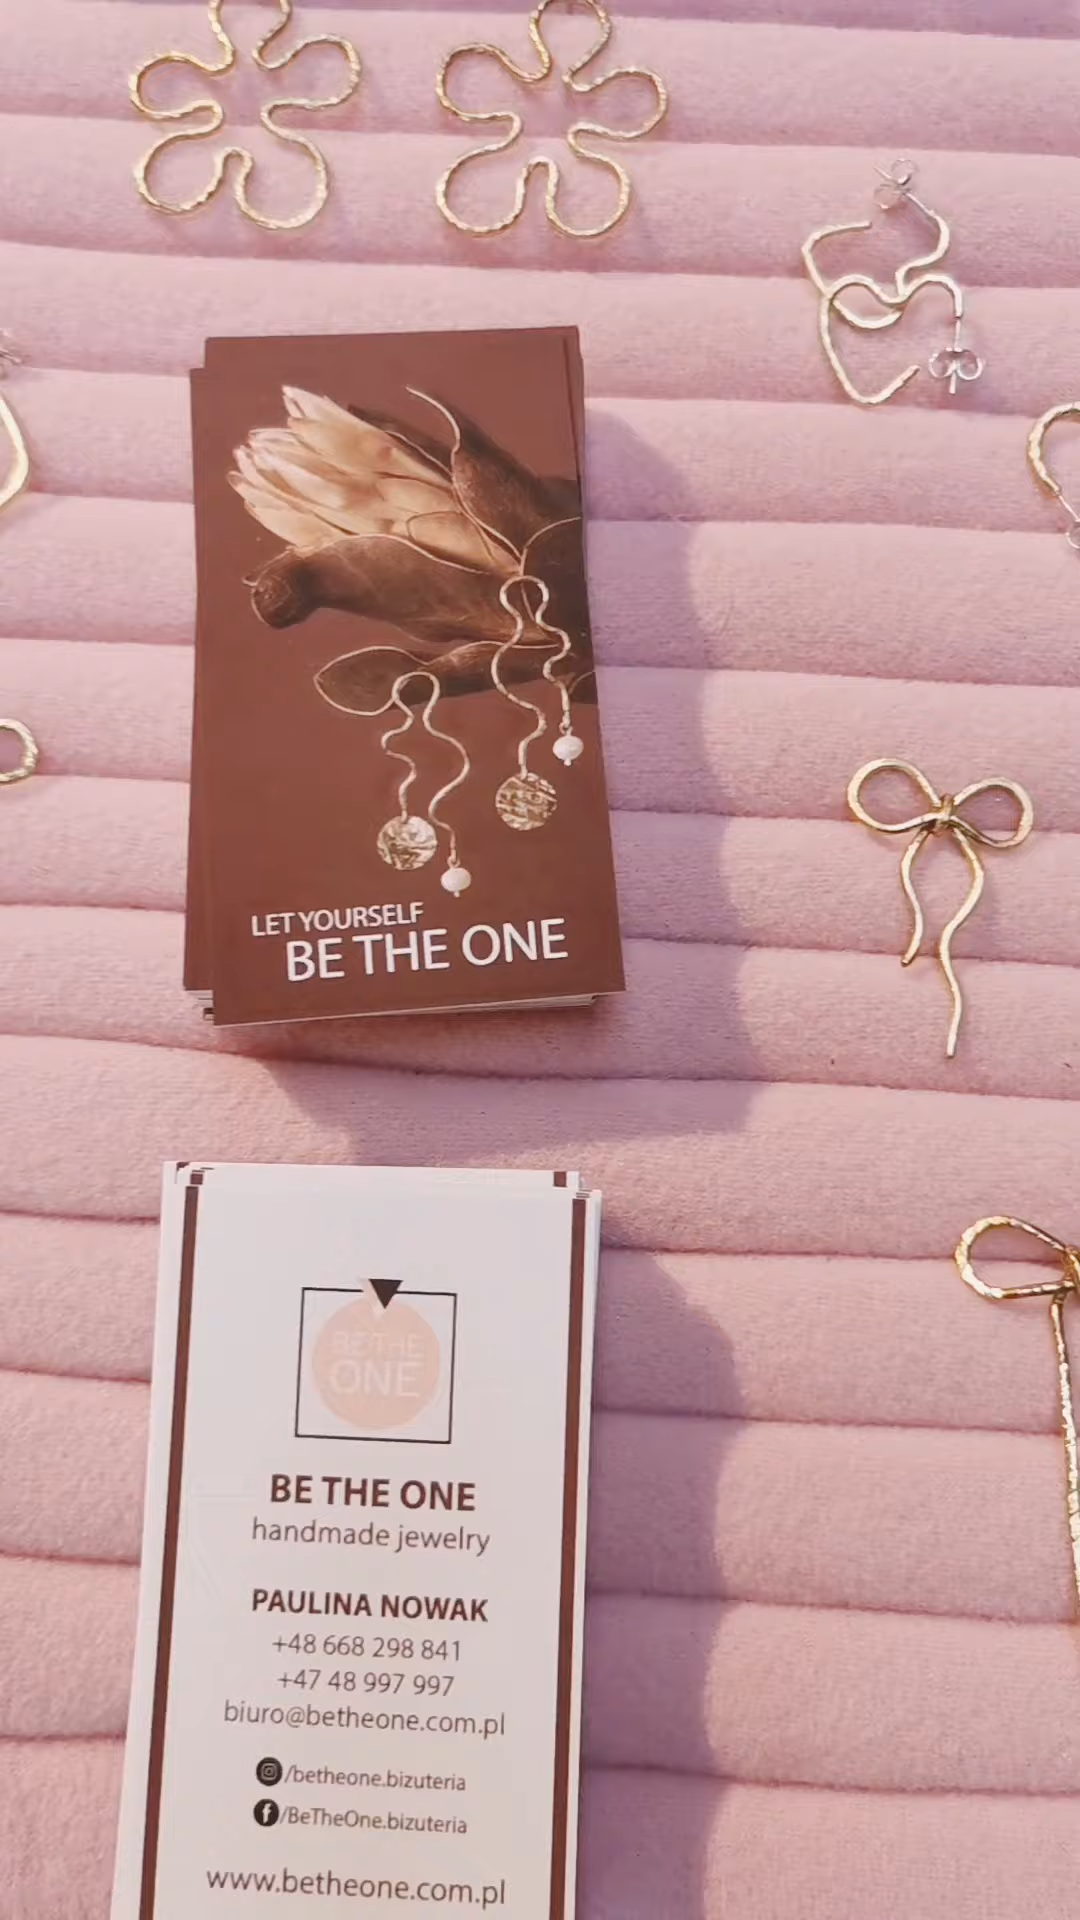 LET YOURSELF
BE THE ONE
BE THE
ONE
BE THE ONE
handmade jewelry
PAULINA NOWAK
+48 668 298 841
+47 48 997 997
biuro@betheone.com.pl
/betheone.bizuteria
/BeTheOne.bizuteria
www.betheone.com.pl